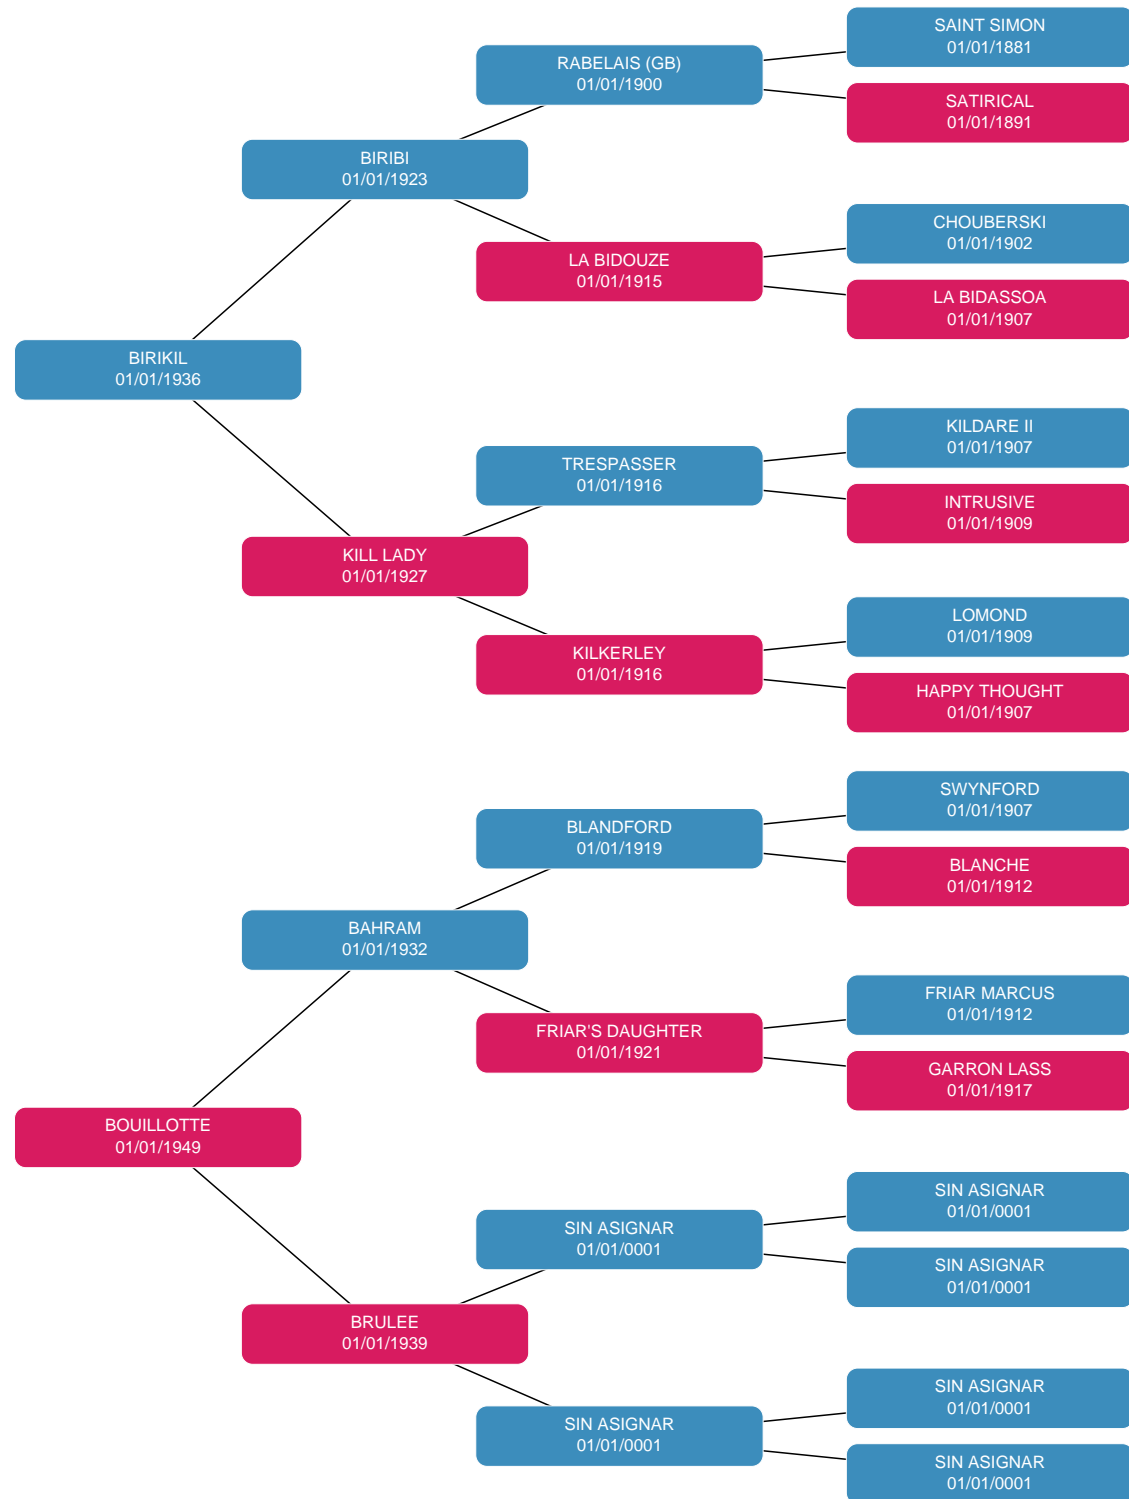 SAINT SIMON
01/01/1881
RABELAIS (GB)
01/01/1900
SATIRICAL
01/01/1891
BIRIBI
01/01/1923
CHOUBERSKI
01/01/1902
LA BIDOUZE
01/01/1915
LA BIDASSOA
01/01/1907
BIRIKIL
01/01/1936
KILDARE II
01/01/1907
TRESPASSER
01/01/1916
INTRUSIVE
01/01/1909
KILL LADY
01/01/1927
LOMOND
01/01/1909
KILKERLEY
01/01/1916
HAPPY THOUGHT
01/01/1907
SWYNFORD
01/01/1907
BLANDFORD
01/01/1919
BLANCHE
01/01/1912
BAHRAM
01/01/1932
FRIAR MARCUS
01/01/1912
FRIAR'S DAUGHTER
01/01/1921
GARRON LASS
01/01/1917
BOUILLOTTE
01/01/1949
SIN ASIGNAR
01/01/0001
SIN ASIGNAR
01/01/0001
SIN ASIGNAR
01/01/0001
BRULEE
01/01/1939
SIN ASIGNAR
01/01/0001
SIN ASIGNAR
01/01/0001
SIN ASIGNAR
01/01/0001